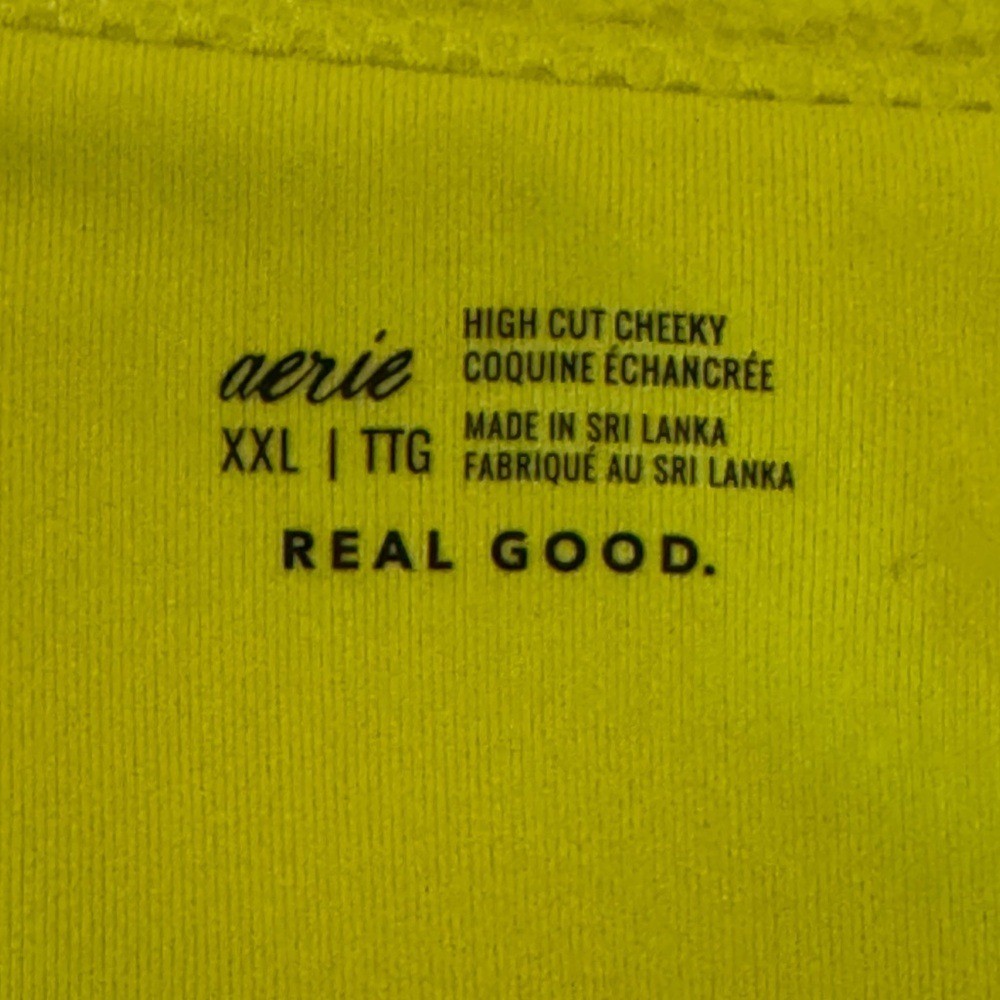 aerie
XXL | TTG
HIGH CUT CHEEKY
COQUINE ÉCHANCRÉE
MADE IN SRI LANKA
FABRIQUÉ AU SRI LANKA
REAL GOOD.